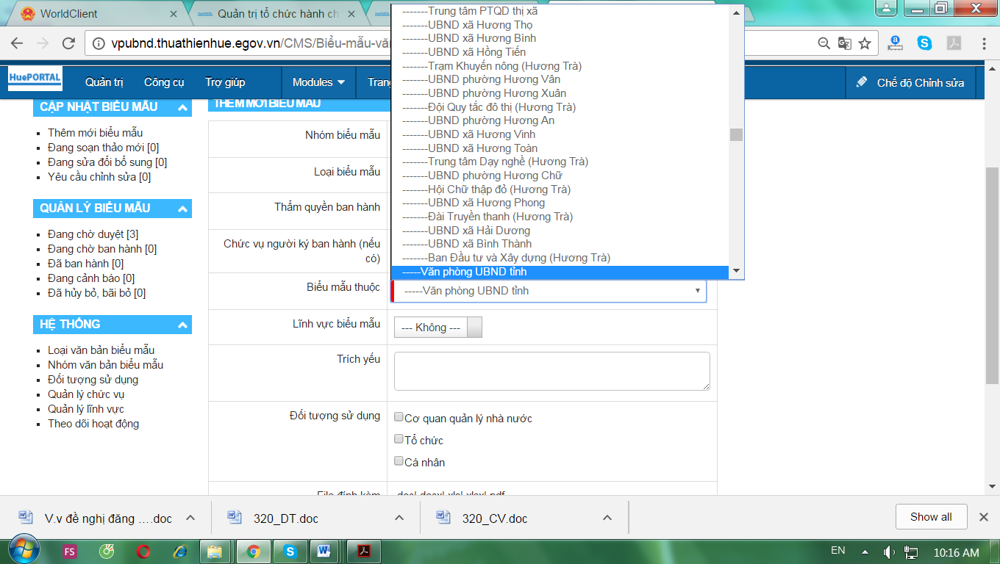 WorldClient
Quản trị tổ chức hành ch
vpubnd.thuathienhue.egov.vn/CMS/Biểu-mẫu-vă
HuePORTAL
Quản trị
Công cụ
Trợ giúp
Modules
Tran
Chế độ Chỉnh sửa
CẬP NHẬT BIỂU MẪU
Thêm mới biểu mẫu
Đang soạn thảo mới [0]
Đang sửa đổi bổ sung [0]
Yêu cầu chỉnh sửa [0]
QUẢN LÝ BIỂU MẪU
Đang chờ duyệt [3]
Đang chờ ban hành [0]
Đã ban hành [0]
Đang cảnh báo [0]
Đã hủy bỏ, bãi bỏ [0]
HỆ THỐNG
Loại văn bản biểu mẫu
Nhóm văn bản biểu mẫu
Đối tượng sử dụng
Quản lý chức vụ
Quản lý lĩnh vực
Theo dõi hoạt động
THÊM MỚI BIỂU MẪU
Nhóm biểu mẫu
Loại biểu mẫu
Thẩm quyền ban hành
Chức vụ người ký ban hành (nếu
có)
Biểu mẫu thuộc
-------Trung tâm PTQD thị xã
-------UBND xã Hương Thọ
-------UBND xã Hương Bình
-------UBND xã Hồng Tiến
-------Trạm Khuyến nông (Hương Trà)
-------UBND phường Hương Vân
-------UBND phường Hương Xuân
-------Đội Quy tắc đô thị (Hương Trà)
-------UBND phường Hương An
-------UBND xã Hương Vinh
-------UBND xã Hương Toàn
-------Trung tâm Dạy nghề (Hương Trà)
-------UBND phường Hương Chữ
-------Hội Chữ thập đỏ (Hương Trà)
-------UBND xã Hương Phong
-------Đài Truyền thanh (Hương Trà)
-------UBND xã Hải Dương
-------UBND xã Bình Thành
-------Ban Đầu tư và Xây dựng (Hương Trà)
-----Văn phòng UBND tỉnh
-----Văn phòng UBND tỉnh
Lĩnh vực biểu mẫu
--- Không ---
Trích yếu
Đối tượng sử dụng
Cơ quan quản lý nhà nước
Tổ chức
Cá nhân
File đính kèm
.doc|.docx|.xls|.xlsx|.pdf
V.v đề nghị đăng ….doc
320_DT.doc
320_CV.doc
Show all
FS
EN
10:16 AM